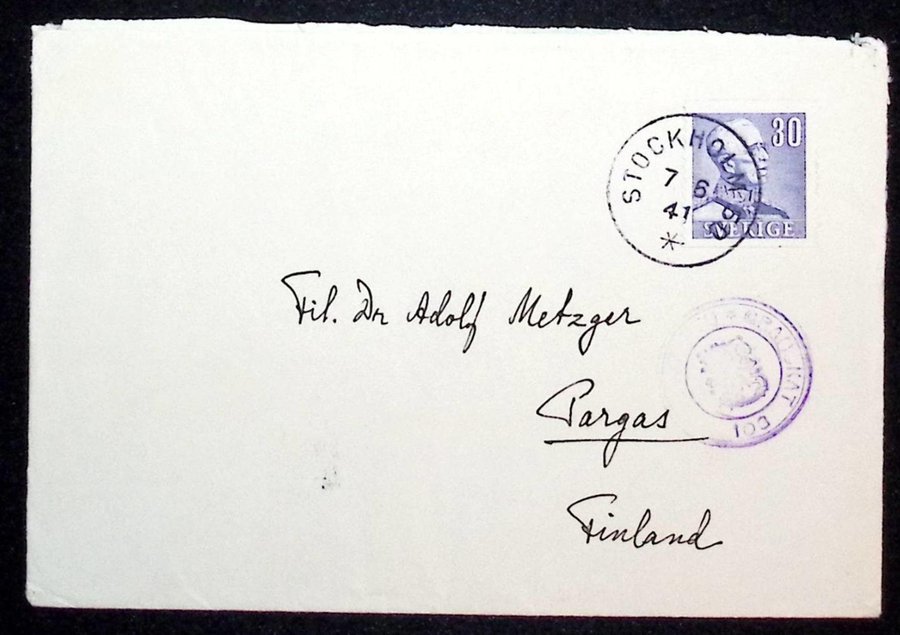 30
STOCKHOLM
7 6
41
SVERIGE
Fil. Dr Adolf Metzger
Pargas
Finland
103